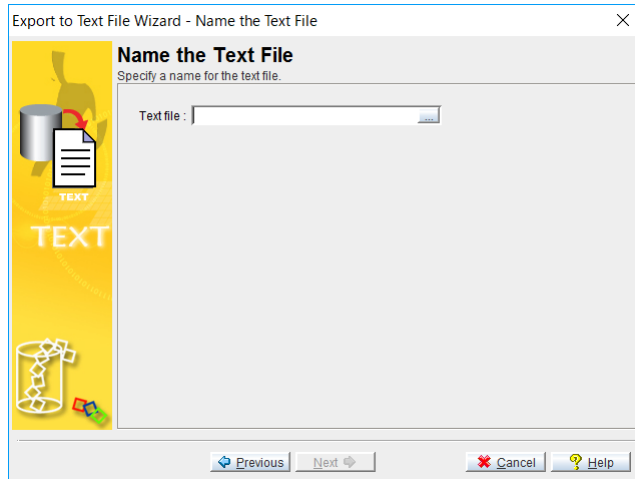 Export to Text File Wizard - Name the Text File
Name the Text File
Specify a name for the text file.
Text file :
...
TEXT
TEXT
Previous Next Cancel Help